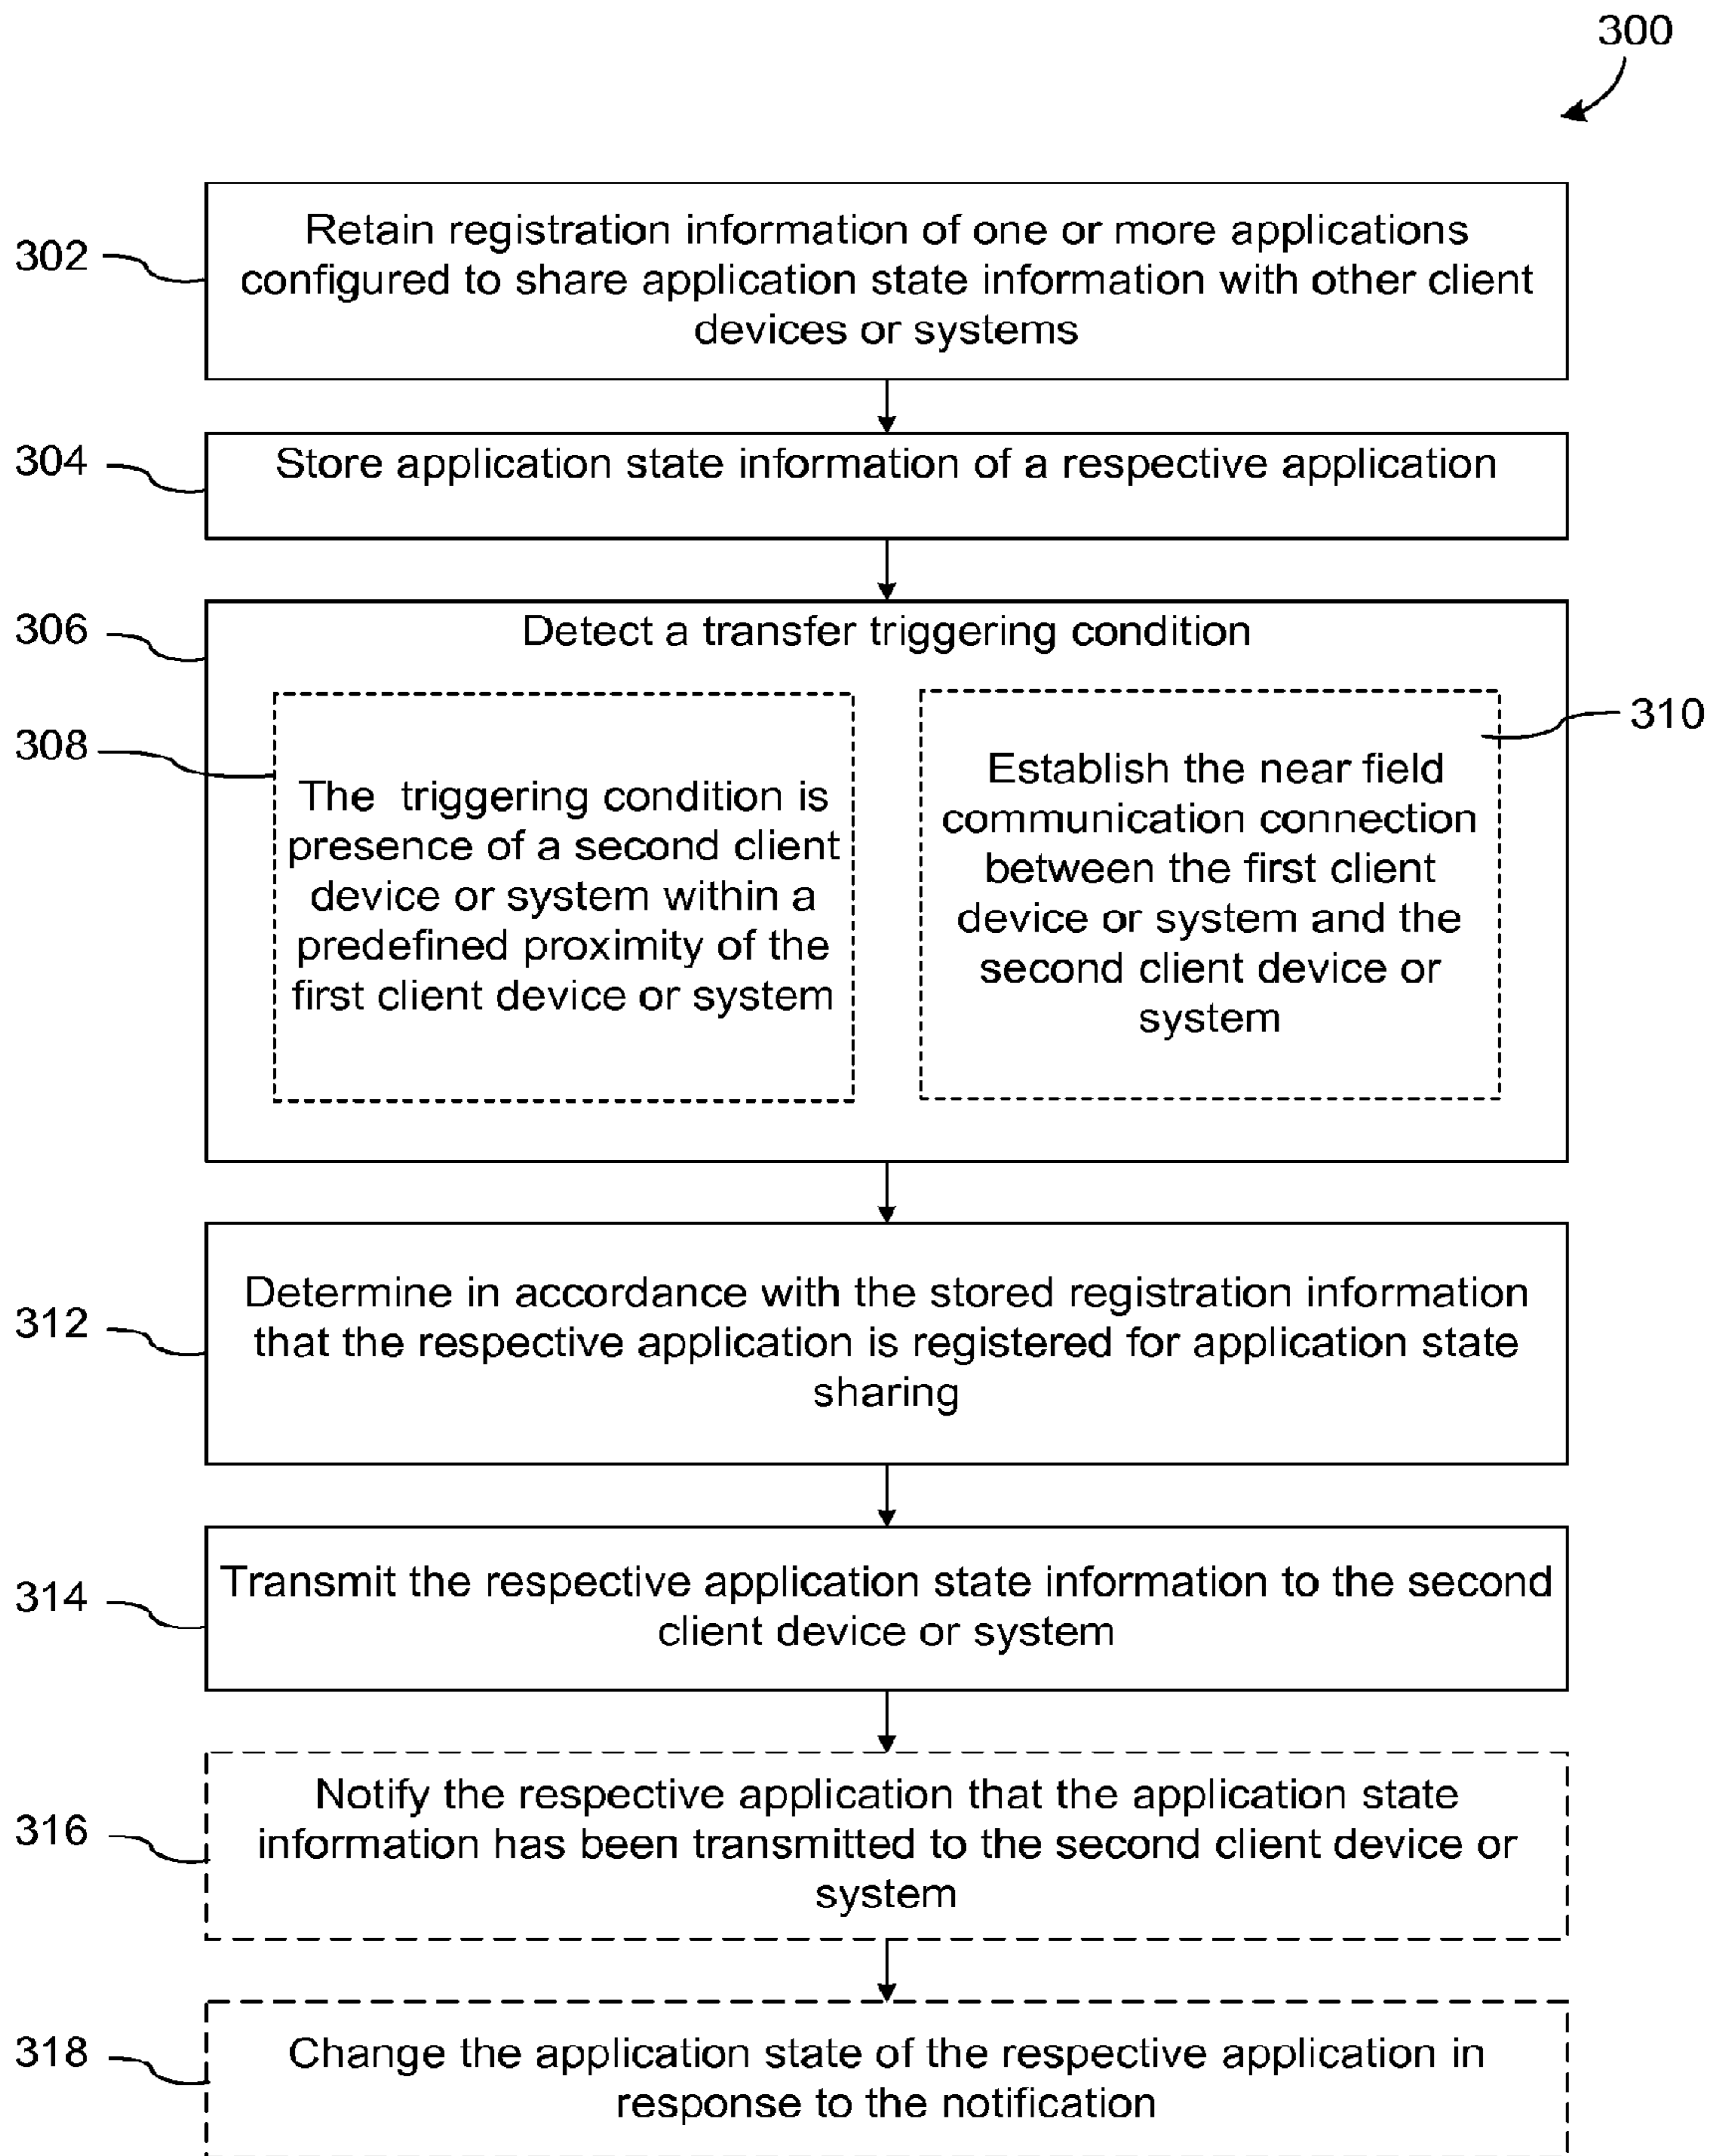 300
302
Retain registration information of one or more applications
configured to share application state information with other client
devices or systems
304
Store application state information of a respective application
306
Detect a transfer triggering condition
308
The triggering condition is
presence of a second client
device or system within a
predefined proximity of the
first client device or system
310
Establish the near field
communication connection
between the first client
device or system and the
second client device or
system
312
Determine in accordance with the stored registration information
that the respective application is registered for application state
sharing
314
Transmit the respective application state information to the second
client device or system
316
Notify the respective application that the application state
information has been transmitted to the second client device or
system
318
Change the application state of the respective application in
response to the notification